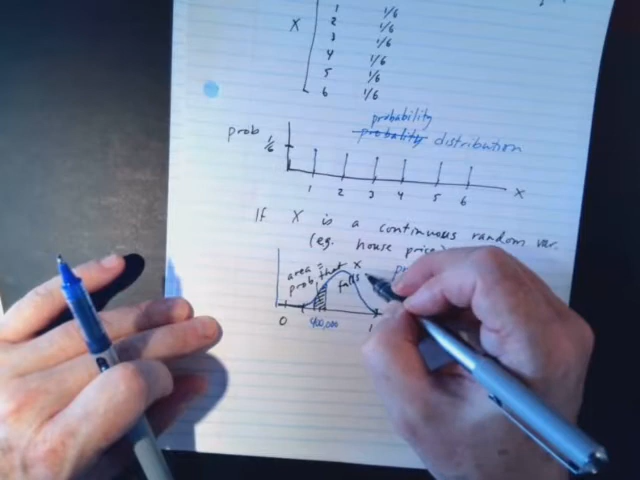 1 1/6
X 2 1/6
3 1/6
4 1/6
5 1/6
6 1/6
probability
prob 1/6 probality distribution
1 2 3 4 5 6 X
If X is a continuous random var.
(eg. house price)
area = prob that X falls
0 400,000 1